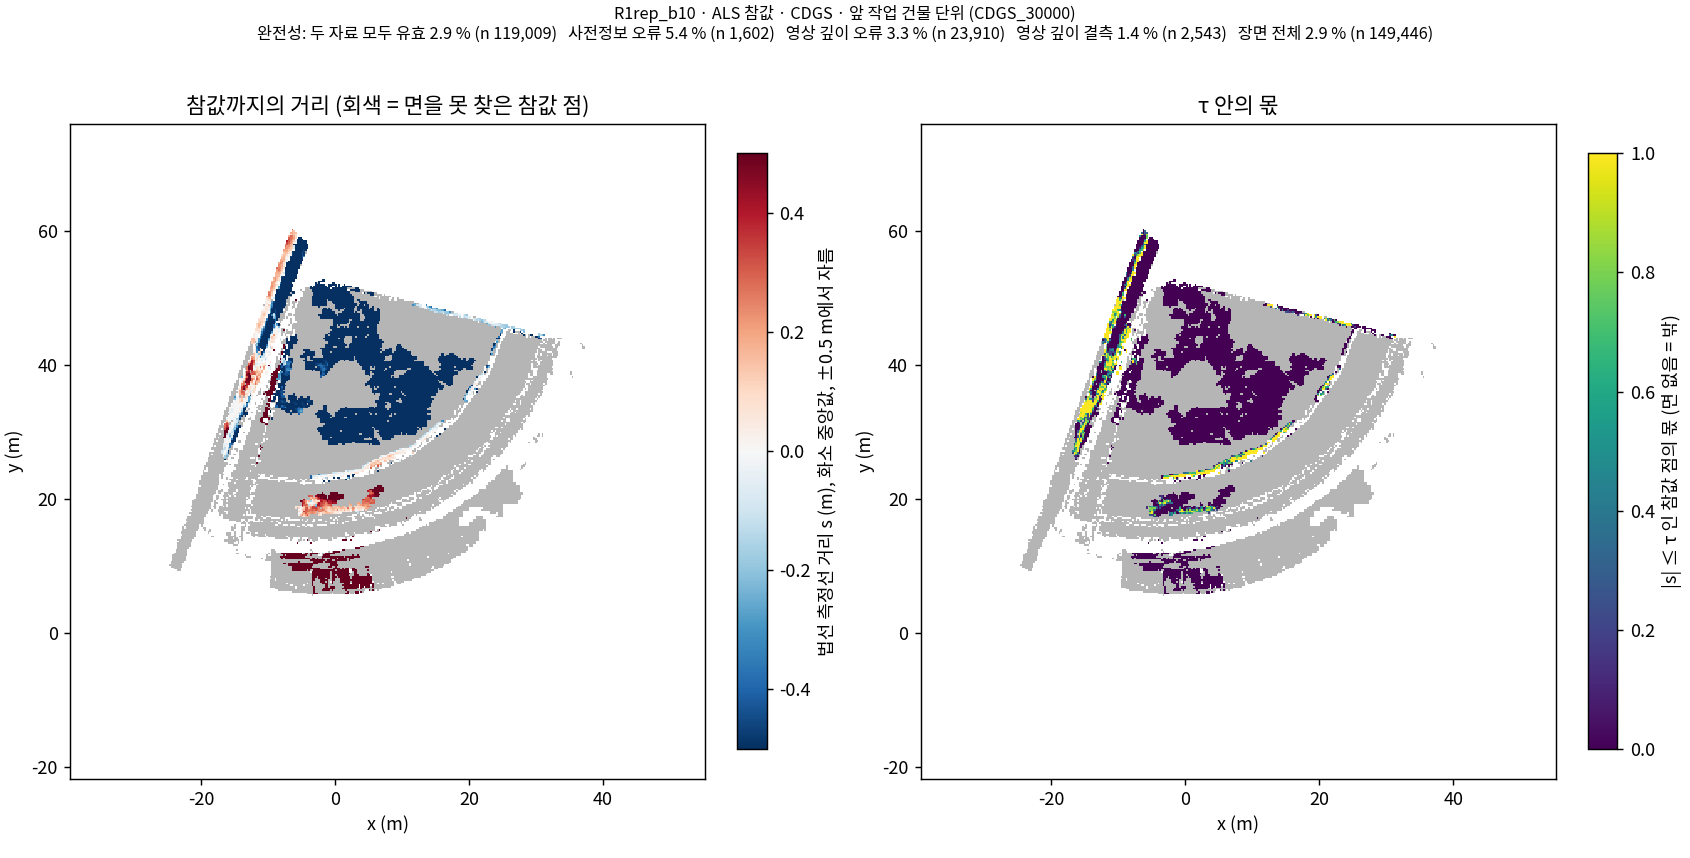 R1rep_b10 · ALS 참값 · CDGS · 앞 작업 건물 단위 (CDGS_30000)
완전성: 두 자료 모두 유효 2.9 % (n 119,009)   사전정보 오류 5.4 % (n 1,602)   영상 깊이 오류 3.3 % (n 23,910)   영상 깊이 결측 1.4 % (n 2,543)   장면 전체 2.9 % (n 149,446)
참값까지의 거리 (회색 = 면을 못 찾은 참값 점)
60
40
20
0
-20
y (m)
-20 0 20 40
x (m)
0.4
0.2
0.0
-0.2
-0.4
법선 측정선 거리 s (m), 화소 중앙값, ±0.5 m에서 자름
τ 안의 몫
60
40
20
0
-20
y (m)
-20 0 20 40
x (m)
1.0
0.8
0.6
0.4
0.2
0.0
|s| ≤ τ 인 참값 점의 몫 (면 없음 = 밖)